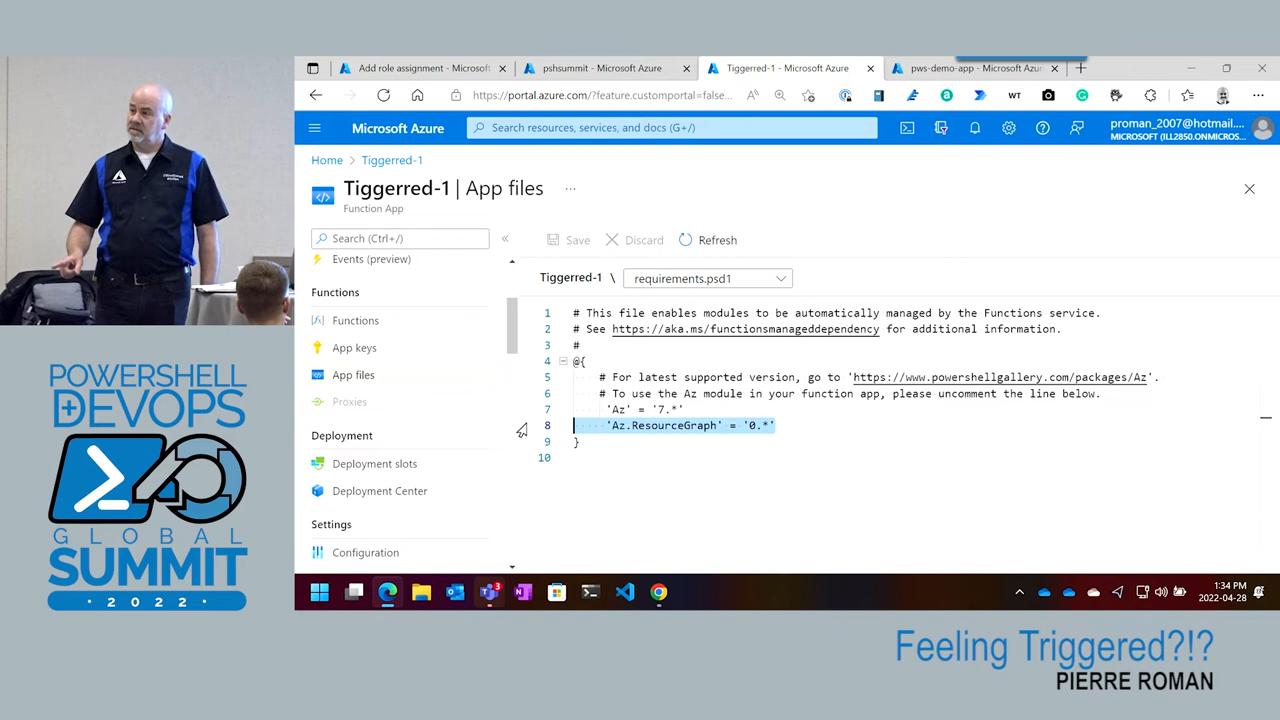 Add role assignment - Microsoft
pshsummit - Microsoft Azure
Tiggerred-1 - Microsoft Azure
pws-demo-app - Microsoft Azur
https://portal.azure.com/?feature.customportal=false...
WT
Microsoft Azure
Search resources, services, and docs (G+/)
proman_2007@hotmail....
MICROSOFT (ILL2850.ONMICROS...
Home > Tiggerred-1
Tiggerred-1 | App files ...
Function App
Search (Ctrl+/)
Save
Discard
Refresh
Events (preview)
Functions
Functions
App keys
App files
Proxies
Deployment
Deployment slots
Deployment Center
Settings
Configuration
Tiggerred-1 \ requirements.psd1
1 # This file enables modules to be automatically managed by the Functions service.
2 # See https://aka.ms/functionsmanageddependency for additional information.
3 #
4 @{
5 # For latest supported version, go to 'https://www.powershellgallery.com/packages/Az'.
6 # To use the Az module in your function app, please uncomment the line below.
7 'Az' = '7.*'
8 'Az.ResourceGraph' = '0.*'
9 }
10
3
1:34 PM
2022-04-28
POWERSHELL
+DEVOPS
GLOBAL
SUMMIT
· 2022 ·
Feeling Triggered?!?
PIERRE ROMAN